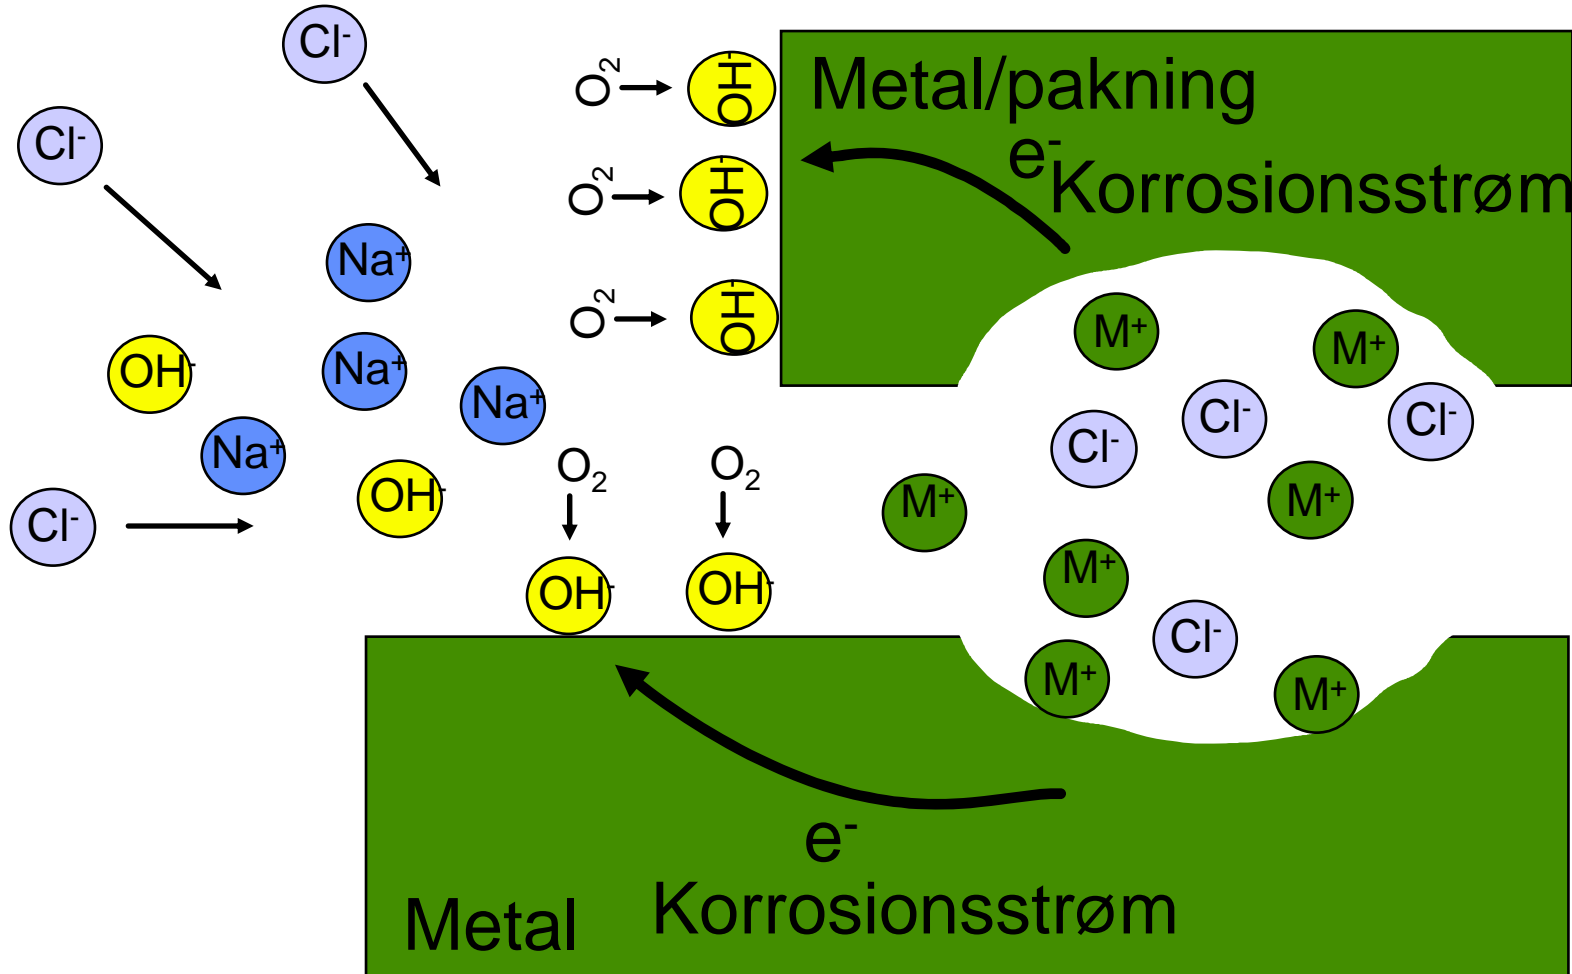 Cl⁻
Cl⁻
O₂
OH⁻
Metal/pakning
e⁻
Korrosionsstrøm
O₂
OH⁻
Na⁺
O₂
OH⁻
M⁺
M⁺
OH⁻
Na⁺
Na⁺
Cl⁻
Cl⁻
Cl⁻
Na⁺
O₂
O₂
OH⁻
M⁺
M⁺
Cl⁻
M⁺
OH⁻
OH⁻
Cl⁻
M⁺
M⁺
e⁻
Korrosionsstrøm
Metal